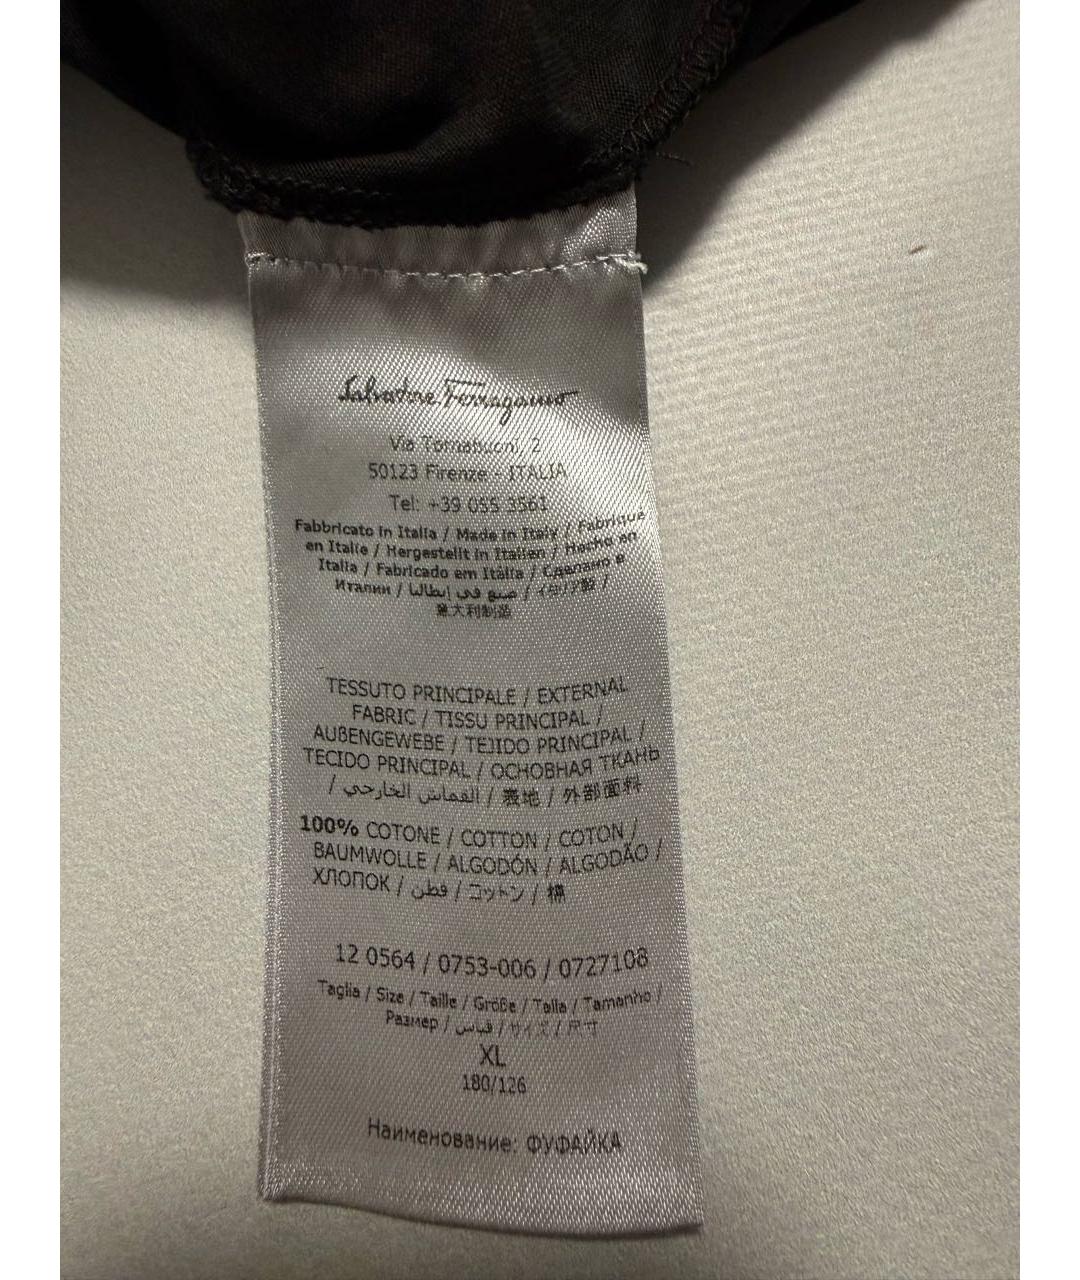 Salvatore Ferragamo
Via Tornabuoni, 2
50123 Firenze - ITALIA
Tel: +39 055 3561
Fabbricato in Italia / Made in Italy / Fabriqué
en Italie / Hergestellt in Italien / Hecho en
Italia / Fabricado em Itália / Сделано в
Италии / صنع في إيطاليا / イタリア製 /
意大利制造
TESSUTO PRINCIPALE / EXTERNAL
FABRIC / TISSU PRINCIPAL /
AUßENGEWEBE / TEJIDO PRINCIPAL /
TECIDO PRINCIPAL / ОСНОВНАЯ ТКАНЬ
/ القماش الخارجي / 表地 / 外部面料
100% COTONE / COTTON / COTON /
BAUMWOLLE / ALGODÓN / ALGODÃO /
ХЛОПОК / قطن / コットン / 棉
12 0564 / 0753-006 / 0727108
Taglia / Size / Taille / Größe / Talla / Tamanho /
Размер / قياس / サイズ / 尺寸
XL
180/126
Наименование: ФУФАЙКА